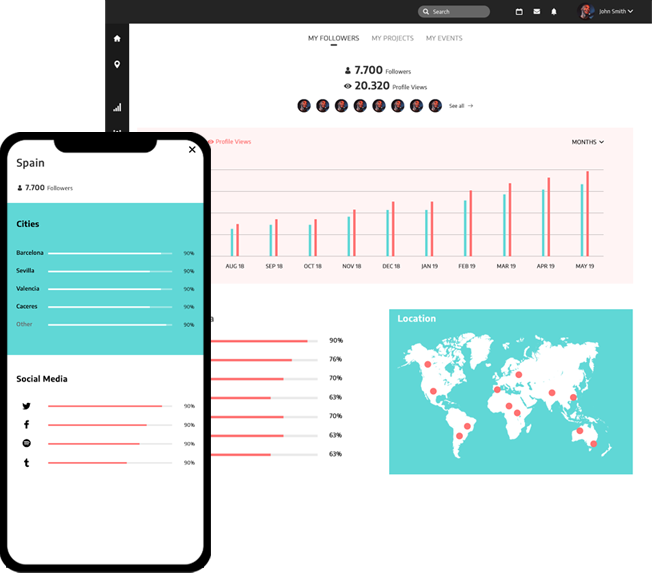 Search
John Smith
MY FOLLOWERS MY PROJECTS MY EVENTS
7.700 Followers
20.320 Profile Views
See all →
Profile Views
MONTHS
AUG 18 SEP 18 OCT 18 NOV 18 DEC 18 JAN 19 FEB 19 MAR 19 APR 19 MAY 19
90%
76%
70%
63%
70%
63%
63%
Location
Spain
7.700 Followers
Cities
Barcelona 90%
Sevilla 90%
Valencia 90%
Caceres 90%
Other 90%
Social Media
90%
90%
90%
90%